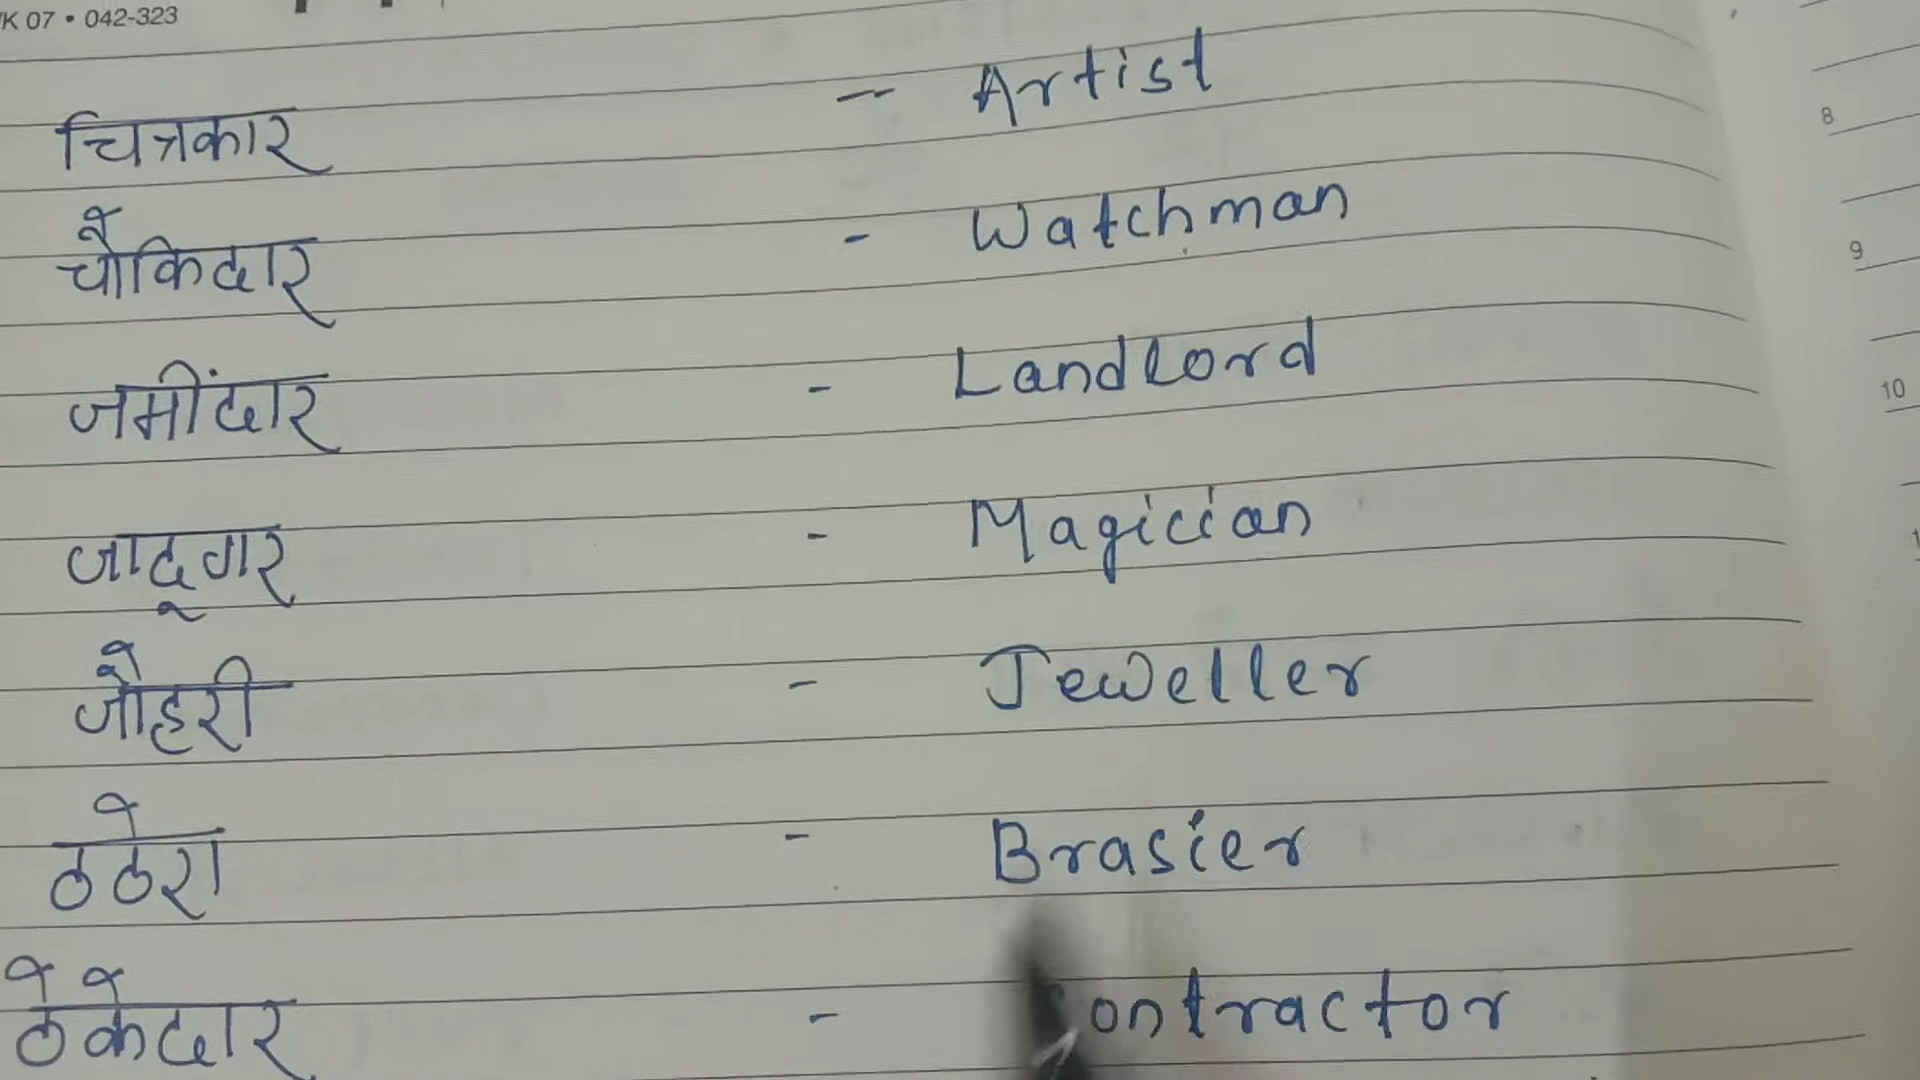 K 07 • 042-323
चित्रकार -- Artist
चौकिदार - Watchman
जमींदार - Landlord
जादूगर - Magician
जौहरी - Jeweller
ठठेरा - Brasier
ठेकेदार - ontractor
8
9
10